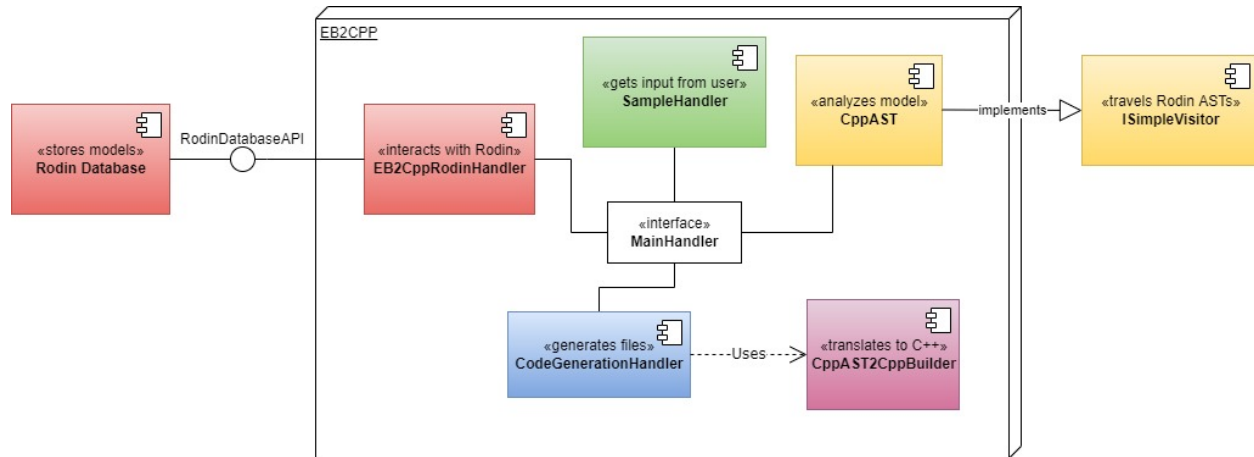 EB2CPP
«gets input from user»
SampleHandler
«analyzes model»
CppAST
implements
«travels Rodin ASTs»
ISimpleVisitor
«stores models»
Rodin Database
RodinDatabaseAPI
«interacts with Rodin»
EB2CppRodinHandler
«interface»
MainHandler
«generates files»
CodeGenerationHandler
Uses
«translates to C++»
CppAST2CppBuilder